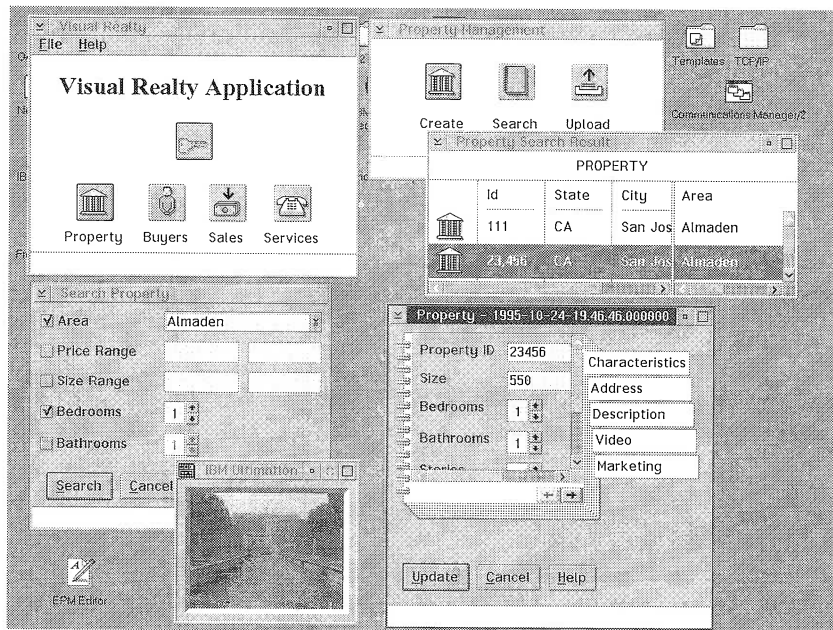 Visual Realty
File Help
Visual Realty Application
Property Buyers Sales Services
Property Management
Create Search Upload
Templates TCP/IP
Communications Manager/2
Property Search Result
PROPERTY
Id State City Area
111 CA San Jos Almaden
23,456 CA San Jos Almaden
Search Property
Area Almaden
Price Range
Size Range
Bedrooms 1
Bathrooms 1
Search Cancel
IBM Ultimotion
EPM Editor
Property - 1995-10-24-19.46.46.000000
Property ID 23456
Size 550
Bedrooms 1
Bathrooms 1
Stories
Characteristics
Address
Description
Video
Marketing
Update Cancel Help